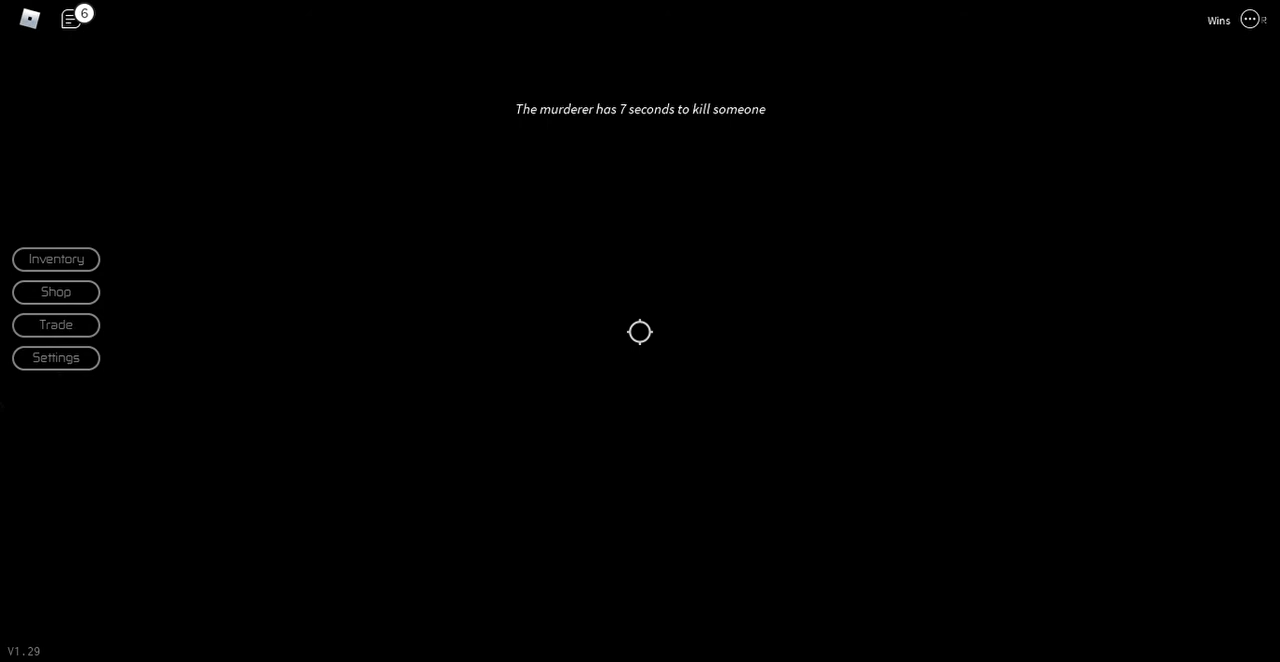 6
Wins
R
The murderer has 7 seconds to kill someone
Inventory
Shop
Trade
Settings
V1.29